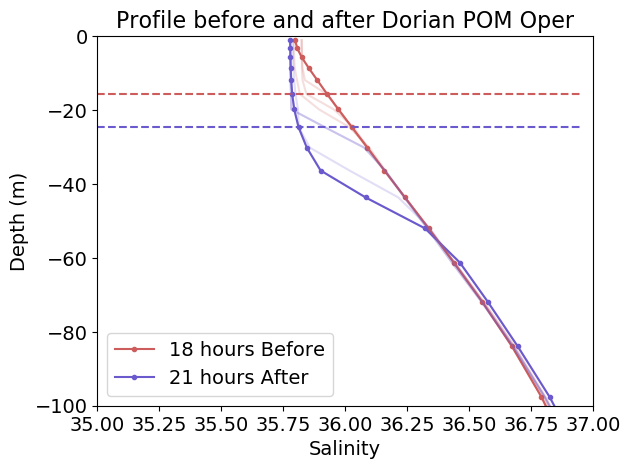 Profile before and after Dorian POM Oper
0
−20
−40
−60
−80
−100
Depth (m)
18 hours Before
21 hours After
35.00 35.25 35.50 35.75 36.00 36.25 36.50 36.75 37.00
Salinity